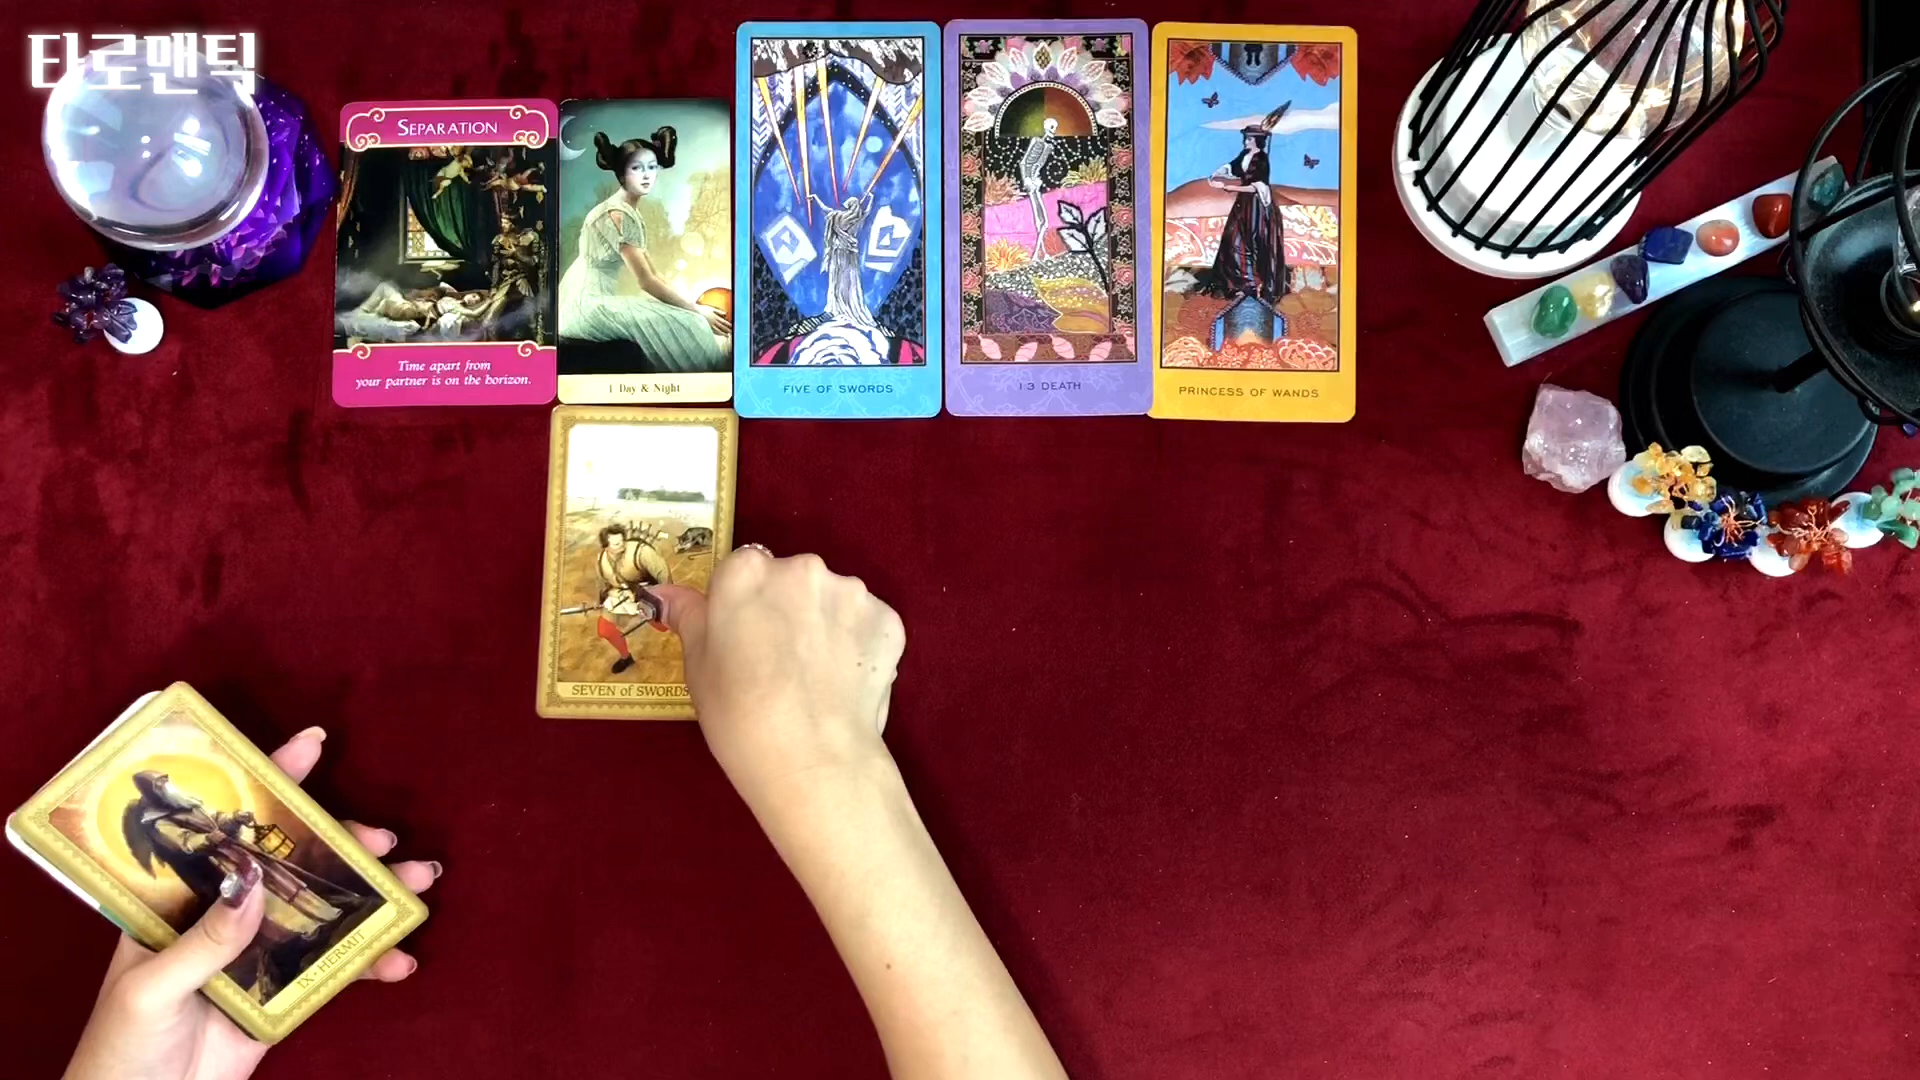 타로맨틱
SEPARATION
Time apart from
your partner is on the horizon.
1 Day & Night
FIVE OF SWORDS
13 DEATH
PRINCESS OF WANDS
SEVEN of SWORDS
IX • HERMIT